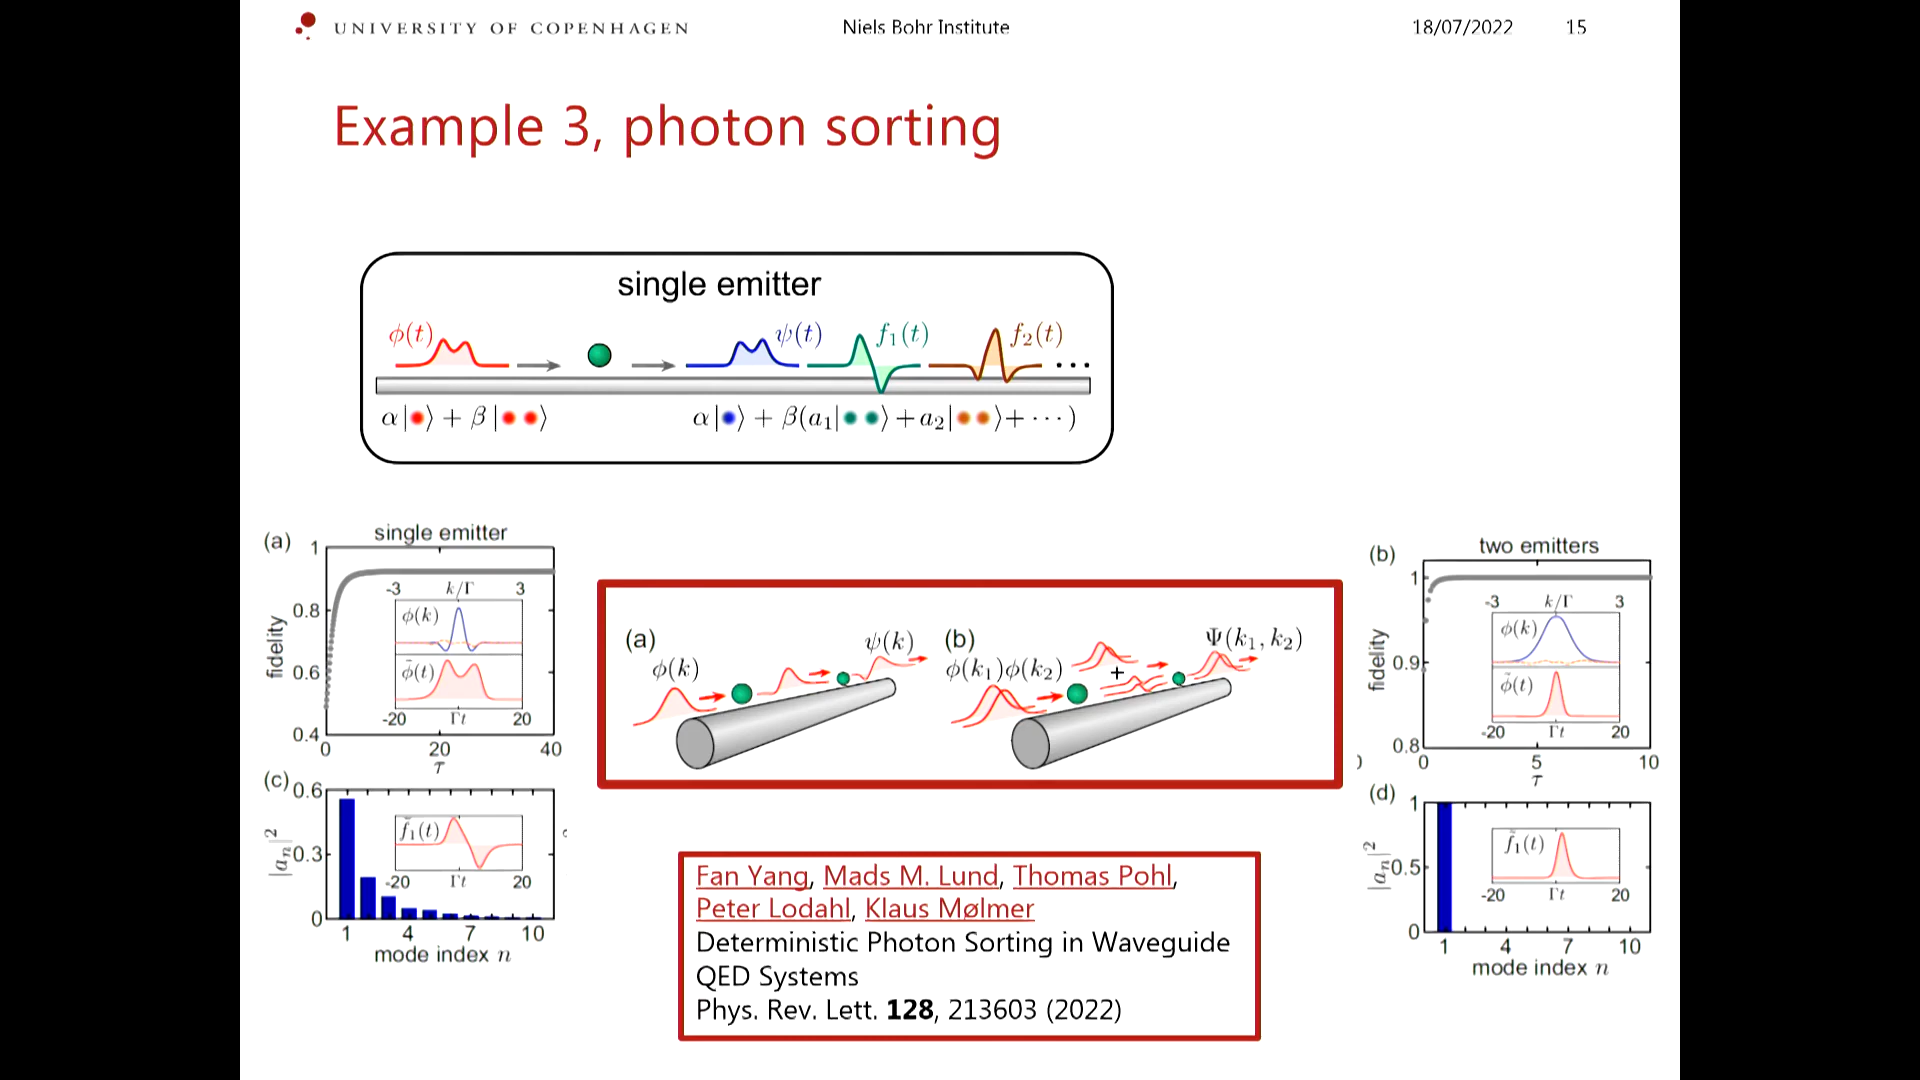 UNIVERSITY OF COPENHAGEN
Niels Bohr Institute
18/07/2022
15
Example 3, photon sorting
single emitter
ϕ(t)
ψ(t)
f₁(t)
f₂(t)
...
α|●⟩ + β|●●⟩
α|●⟩ + β(a₁|●●⟩+a₂|●●⟩+···)
(a)
single emitter
fidelity
1
0.8
0.6
0.4
-3 k/Γ 3
ϕ(k)
ϕ̃(t)
-20 Γt 20
0 20 40
τ
(c)
|aₙ|²
0.6
0.3
0
f̃₁(t)
-20 Γt 20
1 4 7 10
mode index n
(a)
ϕ(k)
ψ(k)
(b)
ϕ(k₁)ϕ(k₂)
+
Ψ(k₁, k₂)
Fan Yang, Mads M. Lund, Thomas Pohl,
Peter Lodahl, Klaus Mølmer
Deterministic Photon Sorting in Waveguide
QED Systems
Phys. Rev. Lett. 128, 213603 (2022)
(b)
two emitters
fidelity
1
0.9
0.8
-3 k/Γ 3
ϕ(k)
ϕ̃(t)
-20 Γt 20
0 5 10
τ
(d)
|aₙ|²
1
0.5
0
f̃₁(t)
-20 Γt 20
1 4 7 10
mode index n